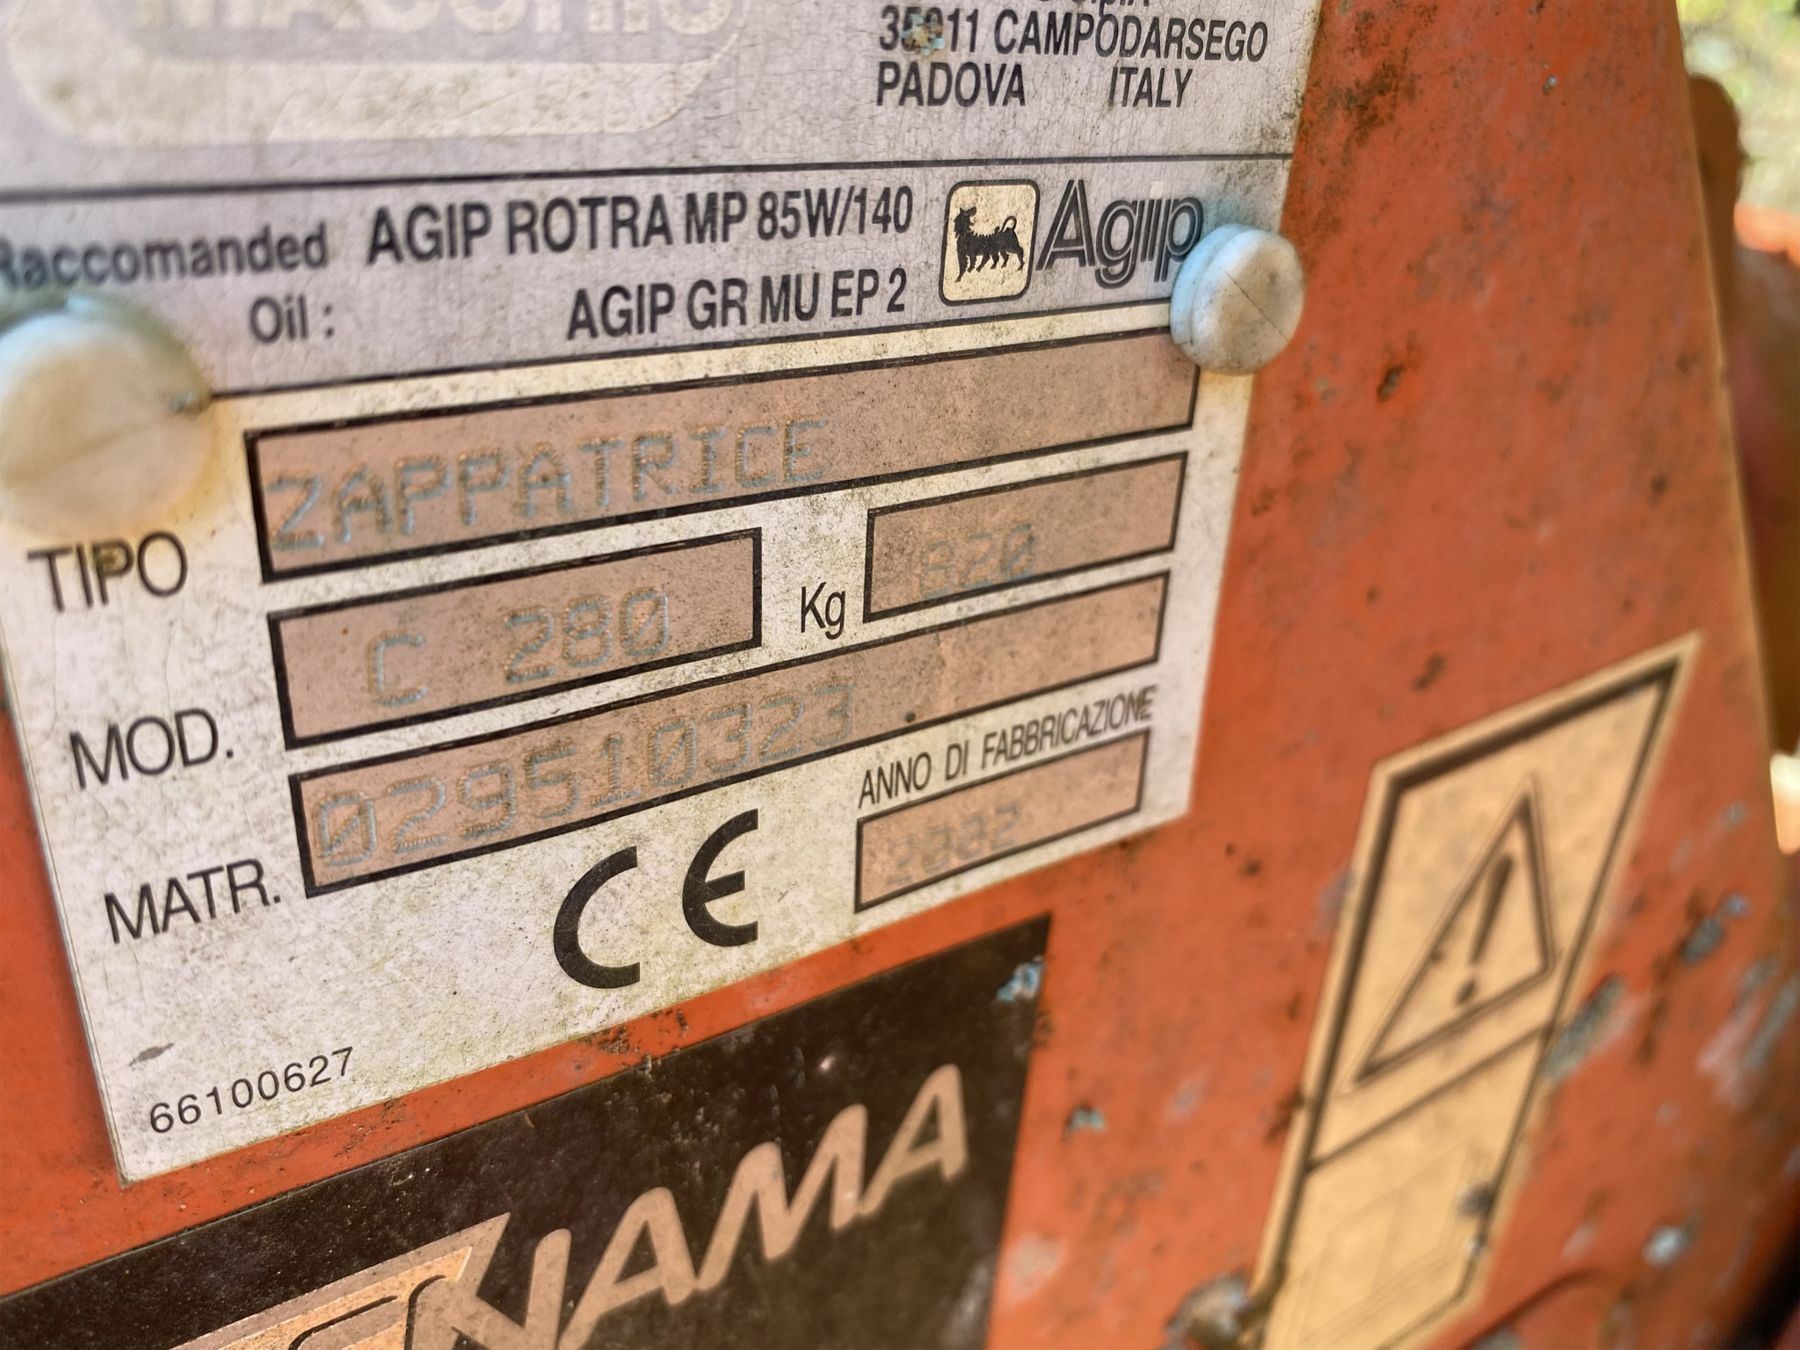 35011 CAMPODARSEGO
PADOVA ITALY
Raccomanded AGIP ROTRA MP 85W/140
Oil : AGIP GR MU EP 2
Agip
TIPO ZAPPATRICE
MOD. C 280 Kg 820
MATR. 029510323
ANNO DI FABBRICAZIONE
2002
CE
66100627